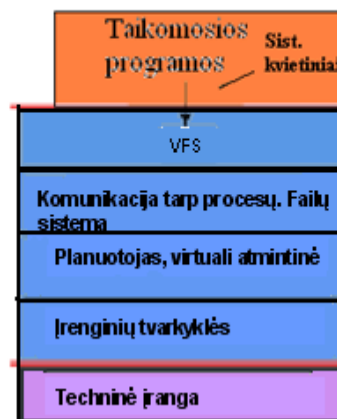 Taikomosios
programos
Sist.
kvietiniai
VFS
Komunikacija tarp procesų. Failų
sistema
Planuotojas, virtuali atmintinė
Įrenginių tvarkyklės
Techninė įranga